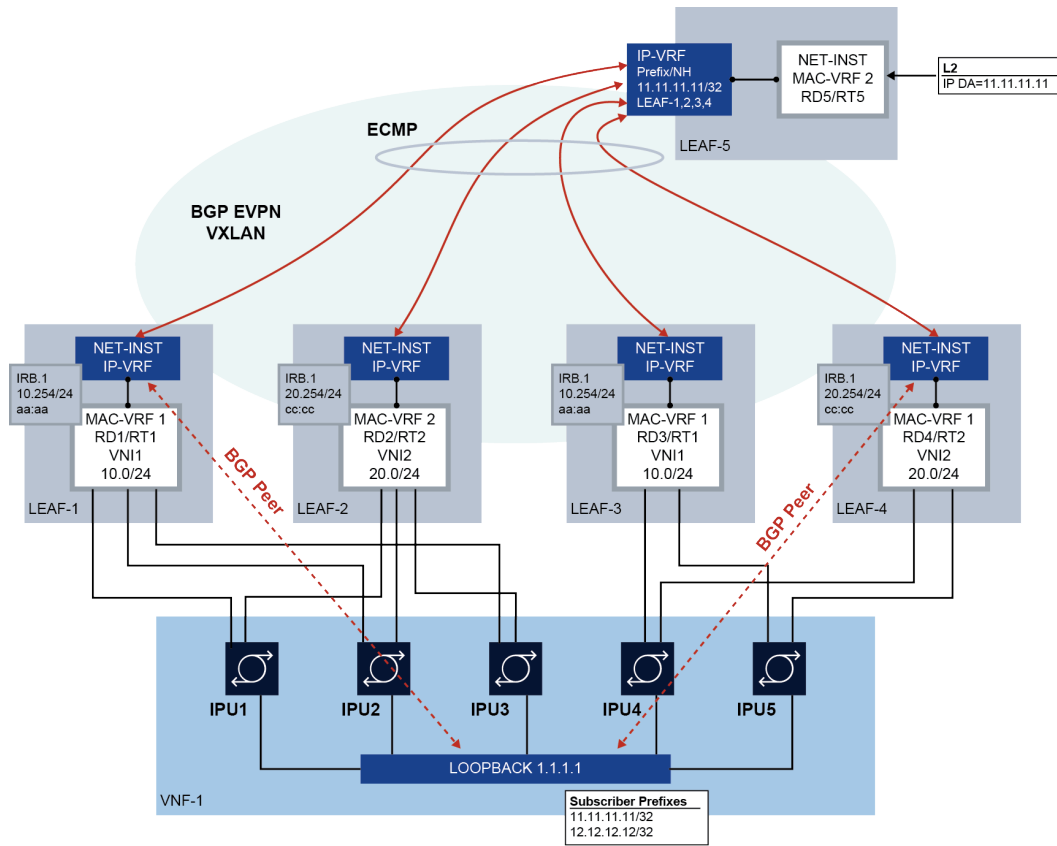 IP-VRF
Prefix/NH
11.11.11.11/32
LEAF-1,2,3,4
NET-INST
MAC-VRF 2
RD5/RT5
L2
IP DA=11.11.11.11
LEAF-5
ECMP
BGP EVPN
VXLAN
NET-INST
IP-VRF
IRB.1
10.254/24
aa:aa
MAC-VRF 1
RD1/RT1
VNI1
10.0/24
LEAF-1
NET-INST
IP-VRF
IRB.1
20.254/24
cc:cc
MAC-VRF 2
RD2/RT2
VNI2
20.0/24
LEAF-2
NET-INST
IP-VRF
IRB.1
10.254/24
aa:aa
MAC-VRF 1
RD3/RT1
VNI1
10.0/24
LEAF-3
NET-INST
IP-VRF
IRB.1
20.254/24
cc:cc
MAC-VRF 1
RD4/RT2
VNI2
20.0/24
LEAF-4
BGP Peer
BGP Peer
IPU1
IPU2
IPU3
IPU4
IPU5
LOOPBACK 1.1.1.1
VNF-1
Subscriber Prefixes
11.11.11.11/32
12.12.12.12/32